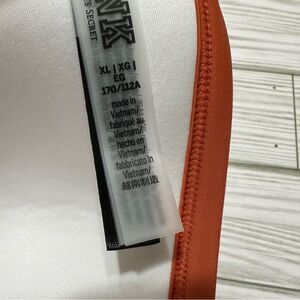 NK
'S SECRET
XL | XG |
EG
170/112A
made in
Vietnam/
fabriqué au
Vietnam/
hecho en
Vietnam/
fabricado in
Vietnam/
越南制造